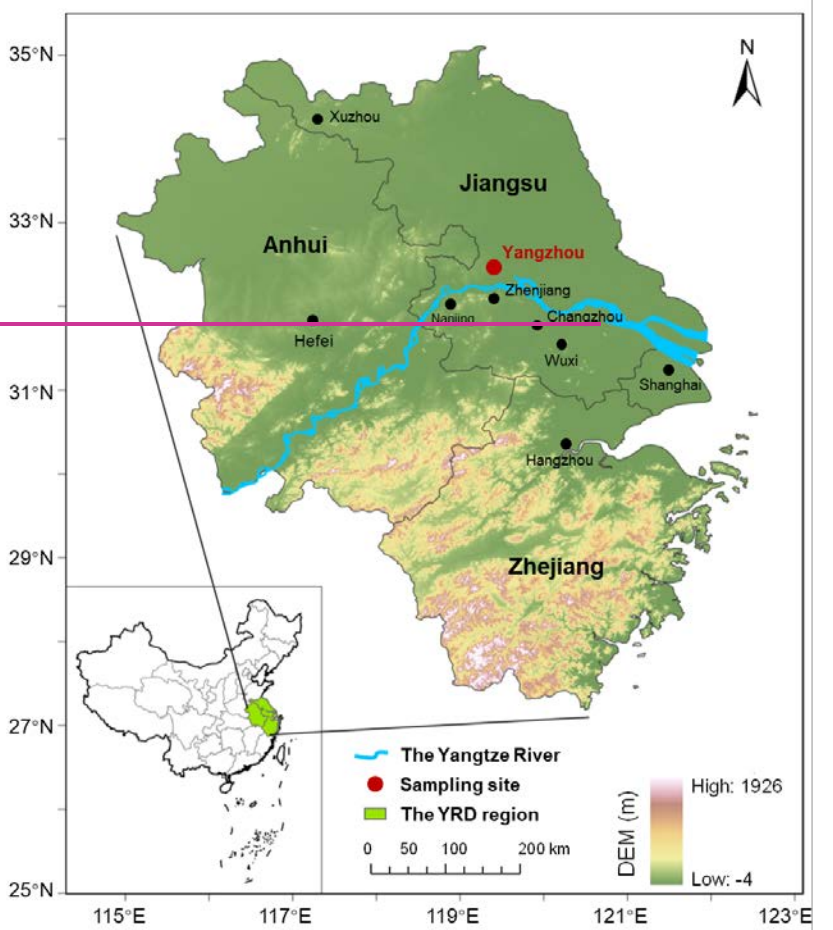 N
35°N
Xuzhou
Jiangsu
33°N
Anhui
Yangzhou
Zhenjiang
Nanjing
Changzhou
Hefei
Wuxi
31°N
Shanghai
Hangzhou
29°N
Zhejiang
27°N
The Yangtze River
Sampling site
The YRD region
0 50 100 200 km
DEM (m)
High: 1926
Low: -4
25°N
115°E 117°E 119°E 121°E 123°E